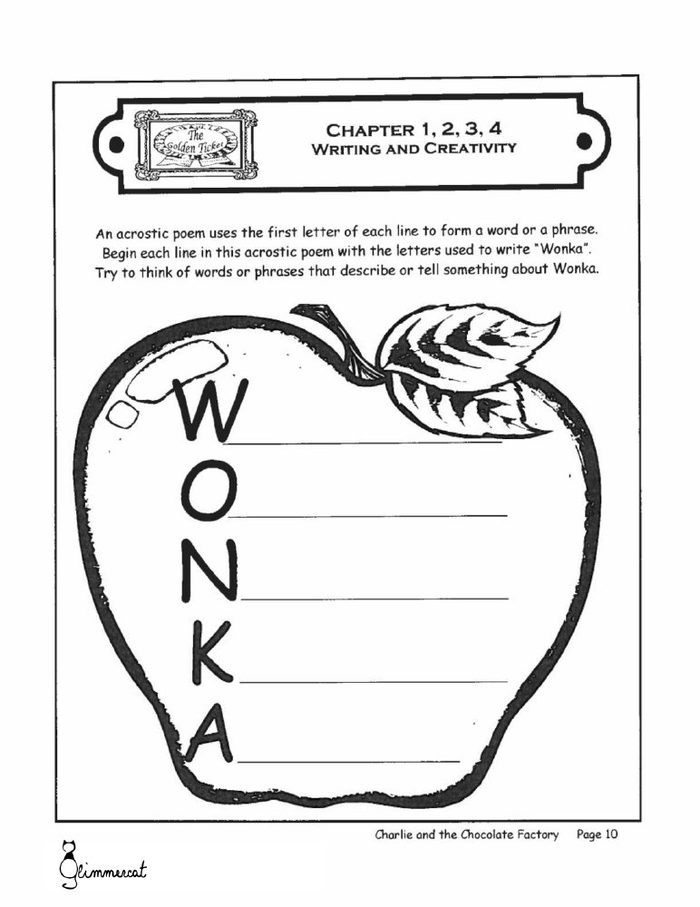 The
Golden Ticket
CHAPTER 1, 2, 3, 4
WRITING AND CREATIVITY
An acrostic poem uses the first letter of each line to form a word or a phrase.
Begin each line in this acrostic poem with the letters used to write "Wonka".
Try to think of words or phrases that describe or tell something about Wonka.
W
O
N
K
A
Charlie and the Chocolate Factory Page 10
Glimmercat